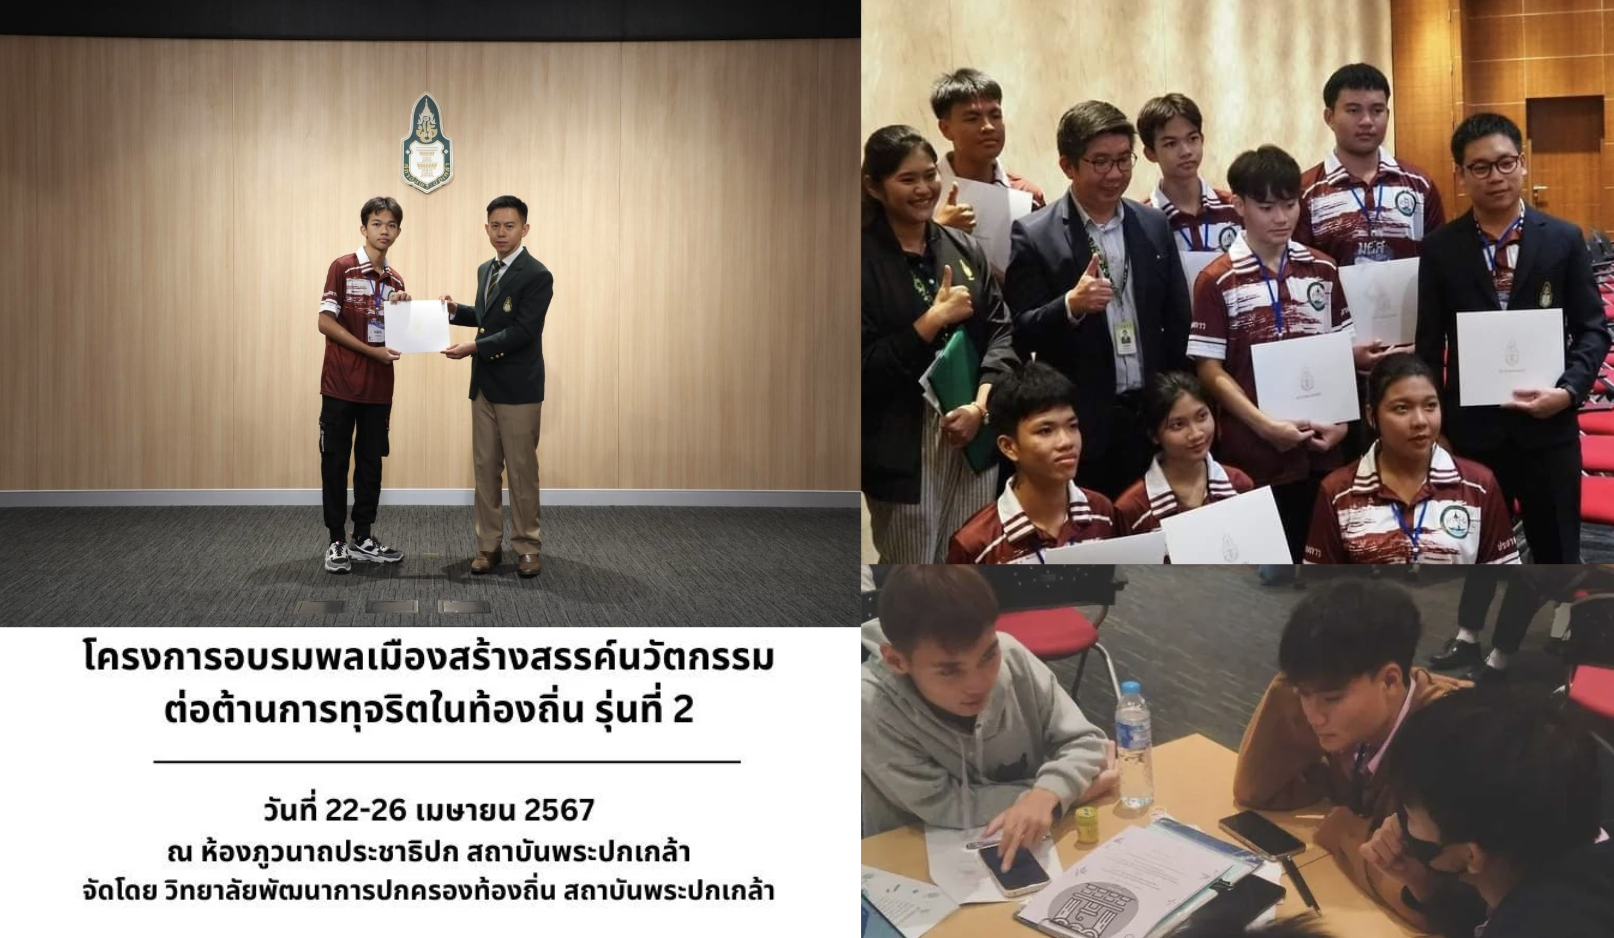 โครงการอบรมพลเมืองสร้างสรรค์นวัตกรรม
ต่อต้านการทุจริตในท้องถิ่น รุ่นที่ 2
วันที่ 22-26 เมษายน 2567
ณ ห้องภูวนาถประชาธิปก สถาบันพระปกเกล้า
จัดโดย วิทยาลัยพัฒนาการปกครองท้องถิ่น สถาบันพระปกเกล้า